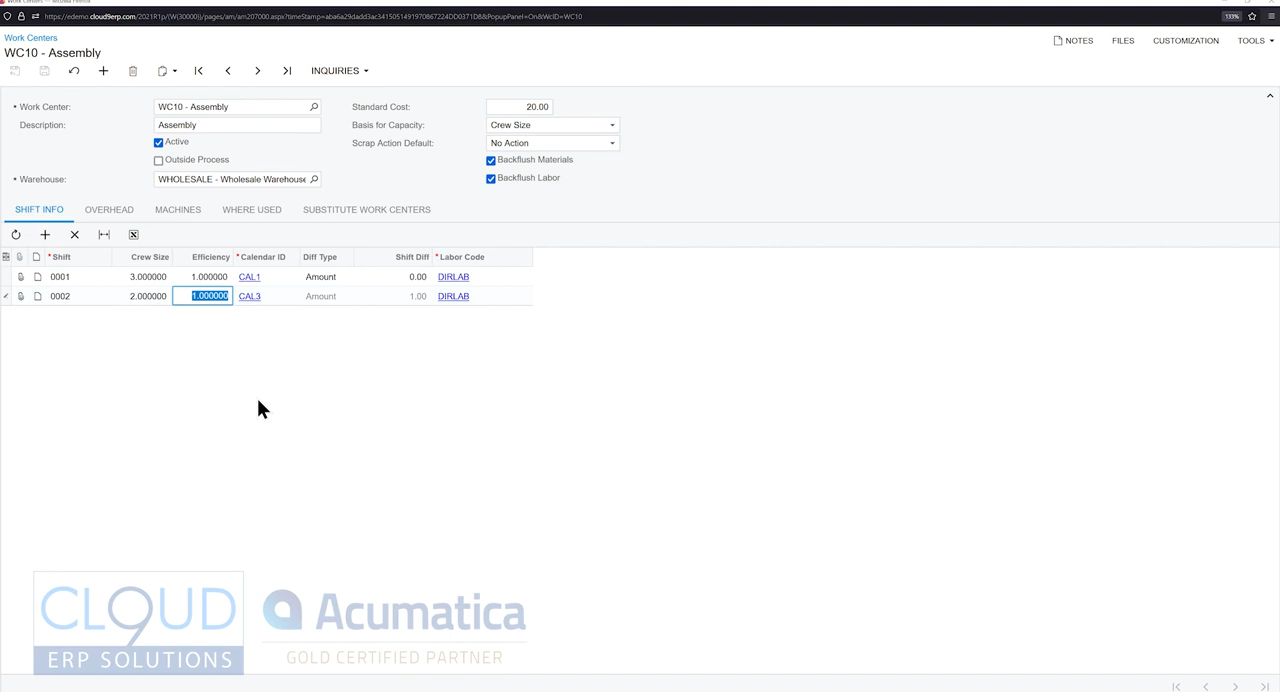 Work Centers — Mozilla Firefox
https://edemo.cloud9erp.com/2021R1p/(W(30000))/pages/am/am207000.aspx?timeStamp=aba6a29dadd3ac3415051491970867224DD0371D8&PopupPanel=On&WcID=WC10 133%
Work Centers
NOTES FILES CUSTOMIZATION TOOLS
WC10 - Assembly
INQUIRIES
* Work Center: WC10 - Assembly Standard Cost: 20.00
Description: Assembly Basis for Capacity: Crew Size
Active Scrap Action Default: No Action
Outside Process Backflush Materials
* Warehouse: WHOLESALE - Wholesale Warehouse Backflush Labor
SHIFT INFO OVERHEAD MACHINES WHERE USED SUBSTITUTE WORK CENTERS
* Shift Crew Size Efficiency * Calendar ID Diff Type Shift Diff * Labor Code
0001 3.000000 1.000000 CAL1 Amount 0.00 DIRLAB
0002 2.000000 1.000000 CAL3 Amount 1.00 DIRLAB
CLOUD
ERP SOLUTIONS
Acumatica
GOLD CERTIFIED PARTNER